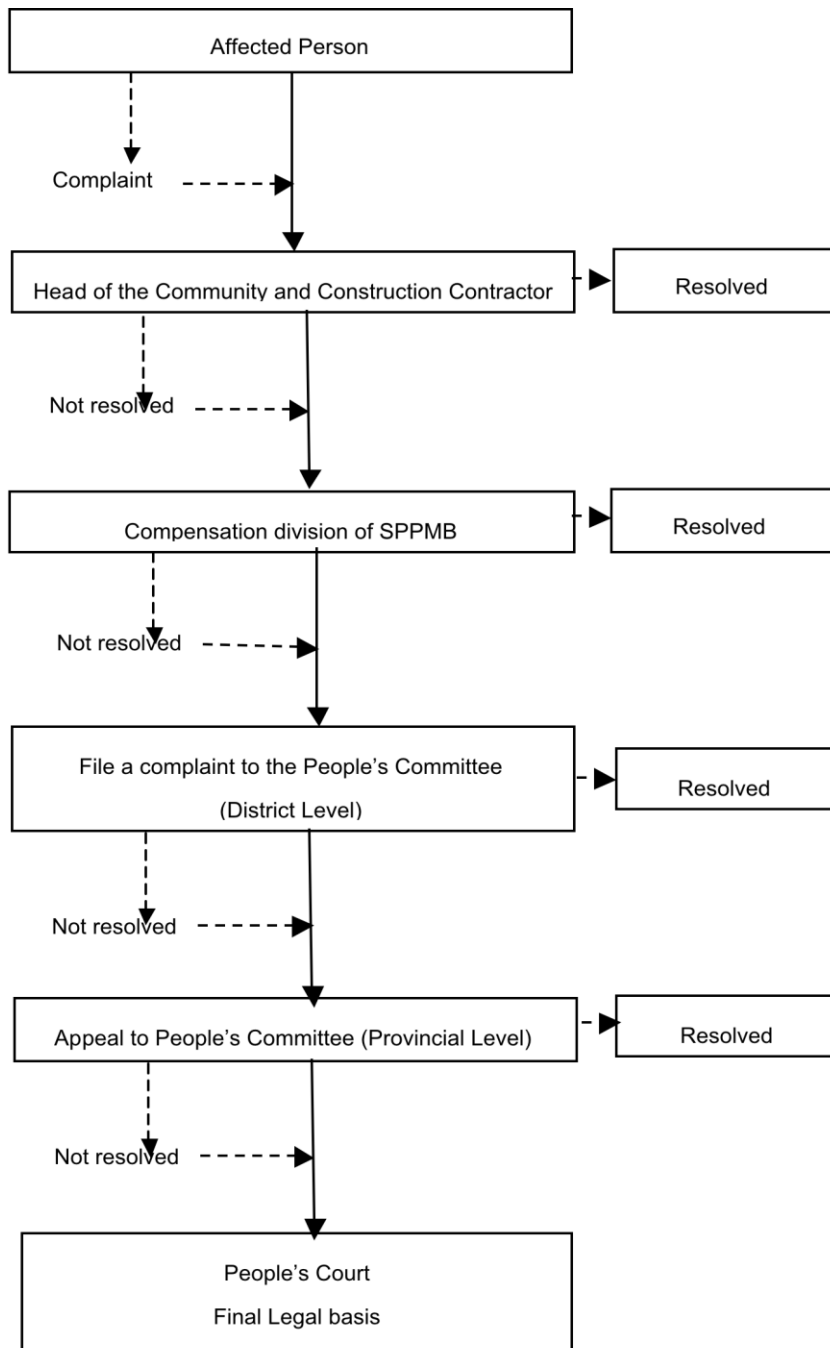 Affected Person
Complaint
Head of the Community and Construction Contractor
Resolved
Not resolved
Compensation division of SPPMB
Resolved
Not resolved
File a complaint to the People’s Committee
(District Level)
Resolved
Not resolved
Appeal to People’s Committee (Provincial Level)
Resolved
Not resolved
People’s Court
Final Legal basis